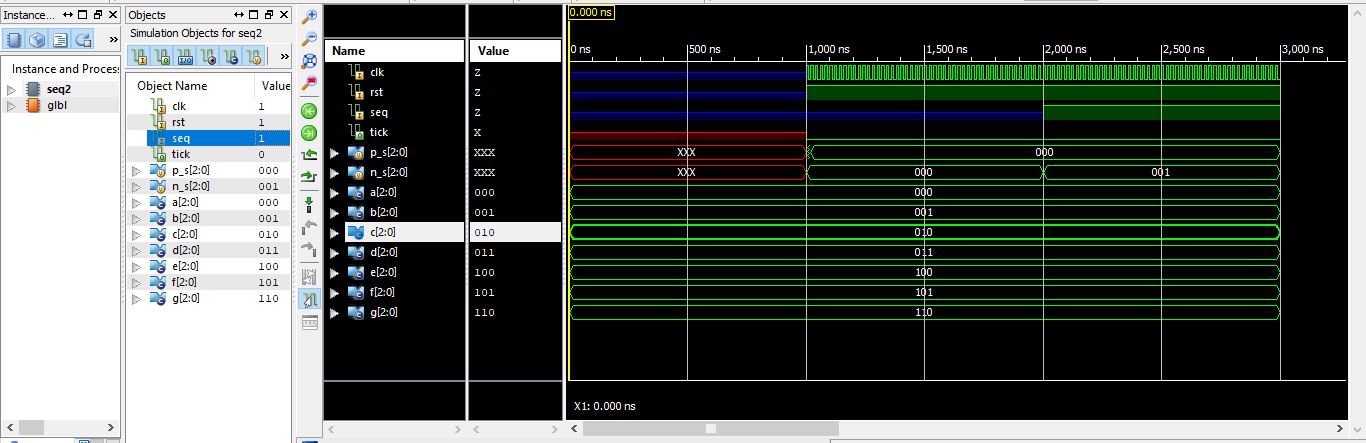 Instance...
Objects
Simulation Objects for seq2
»
»
Instance and Process
seq2
glbl
Object Name Value
clk 1
rst 1
seq 1
tick 0
p_s[2:0] 000
n_s[2:0] 001
a[2:0] 000
b[2:0] 001
c[2:0] 010
d[2:0] 011
e[2:0] 100
f[2:0] 101
g[2:0] 110
Name Value
clk Z
rst Z
seq Z
tick X
p_s[2:0] XXX
n_s[2:0] XXX
a[2:0] 000
b[2:0] 001
c[2:0] 010
d[2:0] 011
e[2:0] 100
f[2:0] 101
g[2:0] 110
0.000 ns
0 ns 500 ns 1,000 ns 1,500 ns 2,000 ns 2,500 ns 3,000 ns
XXX 000
XXX 000 001
000
001
010
011
100
101
110
X1: 0.000 ns